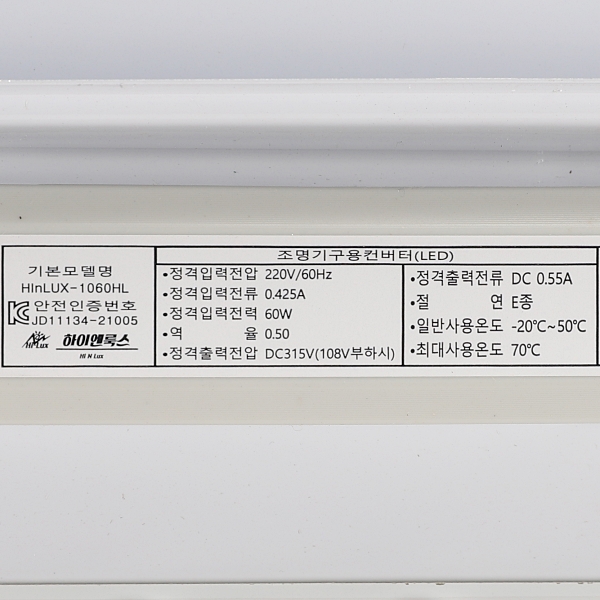 기본모델명
HInLUX-1060HL
안전인증번호
JD11134-21005
Hi Lux 하이엔룩스
Hi N Lux
조명기구용컨버터(LED)
•정격입력전압 220V/60Hz
•정격입력전류 0.425A
•정격입력전력 60W
•역 률 0.50
•정격출력전압 DC315V(108V부하시)
•정격출력전류 DC 0.55A
•절 연 E종
•일반사용온도 -20℃~50℃
•최대사용온도 70℃